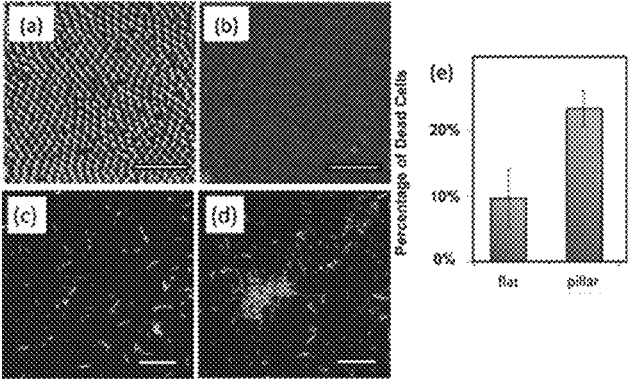 (a)
(b)
(c)
(d)
(e)
Percentage of Dead Cells
20%
10%
0%
flat
pillar